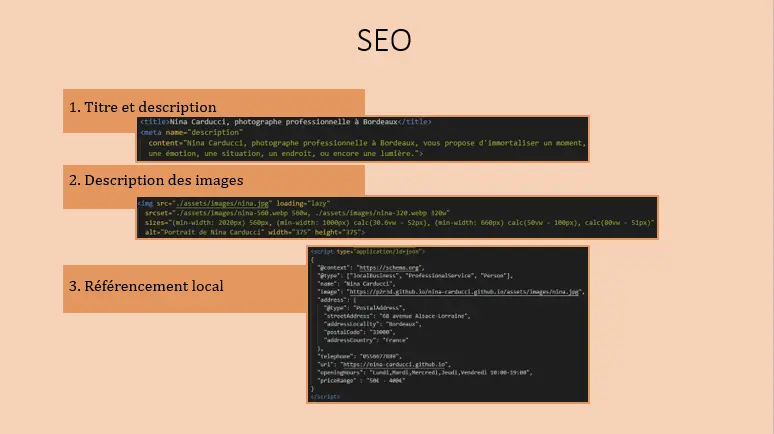 SEO
1. Titre et description
<title>Nina Carducci, photographe professionnelle à Bordeaux</title>
<meta name="description"
content="Nina Carducci, photographe professionnelle à Bordeaux, vous propose d'immortaliser un moment,
une émotion, une situation, un endroit, ou encore une lumière.">
2. Description des images
<img src="./assets/images/nina.jpg" loading="lazy"
srcset="./assets/images/nina-560.webp 560w, ./assets/images/nina-320.webp 320w"
sizes="(min-width: 2020px) 560px, (min-width: 1000px) calc(30.6vw - 52px), (min-width: 660px) calc(50vw - 100px), calc(80vw - 51px)"
alt="Portrait de Nina Carducci" width="375" height="375">
3. Référencement local
<script type="application/ld+json">
{
"@context": "https://schema.org",
"@type": ["localBusiness", "ProfessionalService", "Person"],
"name": "Nina Carducci",
"image": "https://p2r3d.github.io/nina-carducci.github.io/assets/images/nina.jpg",
"address": {
"@type": "PostalAddress",
"streetAddress": "68 avenue Alsace-Lorraine",
"addressLocality": "Bordeaux",
"postalCode": "33000",
"addressCountry": "France"
},
"telephone": "0556677889",
"url": "https://nina-carducci.github.io",
"openingHours": "Lundi,Mardi,Mercredi,Jeudi,Vendredi 10:00-19:00",
"priceRange" : "50€ - 400€"
}
</script>